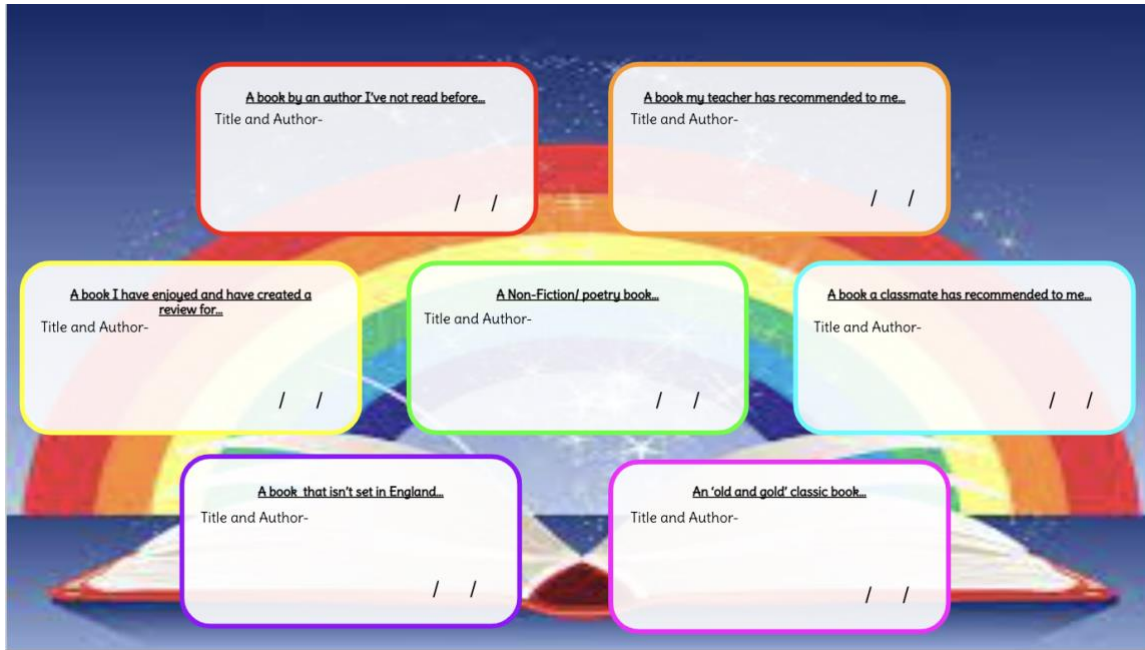 A book by an author I've not read before...
Title and Author-
/ /
A book my teacher has recommended to me...
Title and Author-
/ /
A book I have enjoyed and have created a
review for...
Title and Author-
/ /
A Non-Fiction/ poetry book...
Title and Author-
/ /
A book a classmate has recommended to me...
Title and Author-
/ /
A book  that isn't set in England...
Title and Author-
/ /
An 'old and gold' classic book...
Title and Author-
/ /